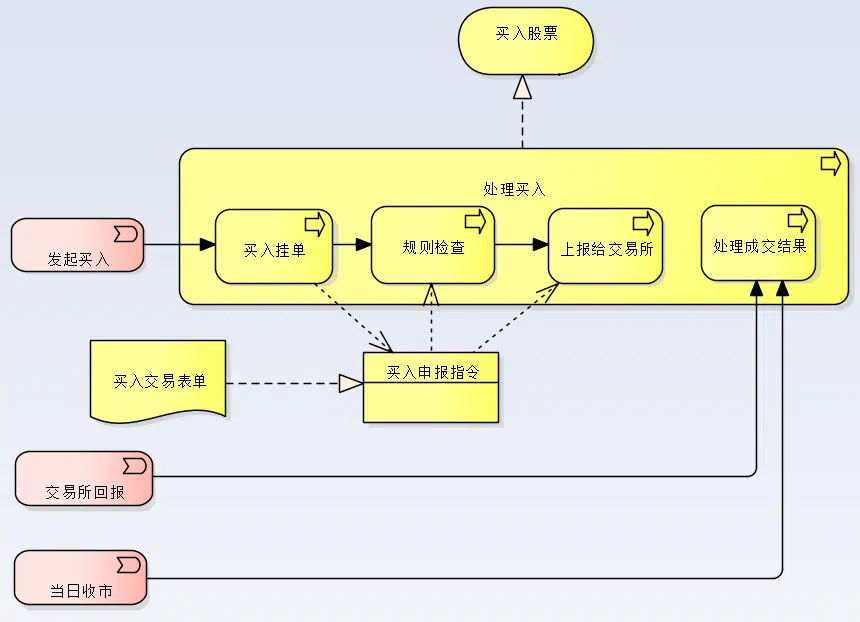 买入股票
处理买入
发起买入
买入挂单
规则检查
上报给交易所
处理成交结果
买入交易表单
买入申报指令
交易所回报
当日收市